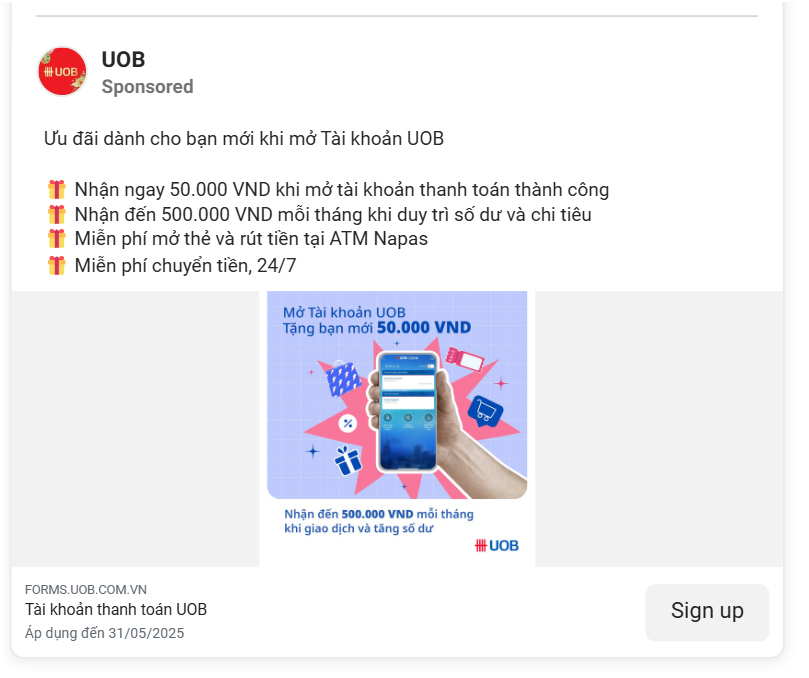 UOB
UOB
Sponsored
Ưu đãi dành cho bạn mới khi mở Tài khoản UOB
Nhận ngay 50.000 VND khi mở tài khoản thanh toán thành công
Nhận đến 500.000 VND mỗi tháng khi duy trì số dư và chi tiêu
Miễn phí mở thẻ và rút tiền tại ATM Napas
Miễn phí chuyển tiền, 24/7
Mở Tài khoản UOB
Tặng bạn mới 50.000 VND
%
Nhận đến 500.000 VND mỗi tháng
khi giao dịch và tăng số dư
UOB
FORMS.UOB.COM.VN
Tài khoản thanh toán UOB
Áp dụng đến 31/05/2025
Sign up